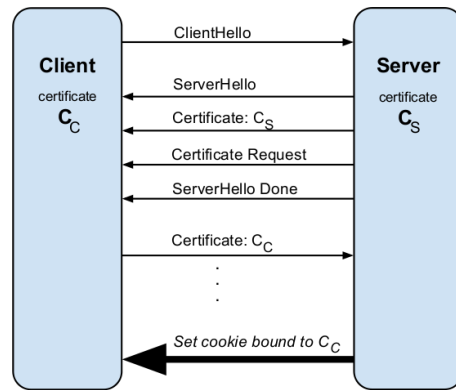 ClientHello
Client
Server
certificate
C_C
certificate
C_S
ServerHello
Certificate: C_S
Certificate Request
ServerHello Done
Certificate: C_C
.
.
.
Set cookie bound to C_C